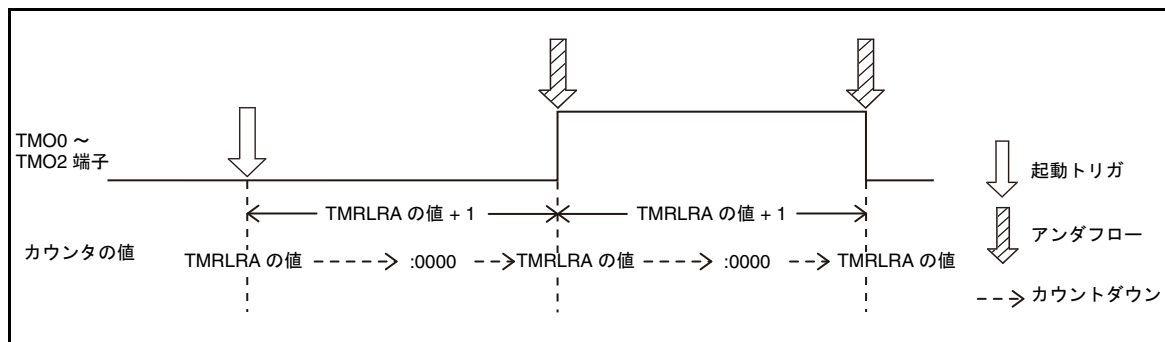 TMO0 ～
TMO2 端子
起動トリガ
TMRLRA の値 + 1
TMRLRA の値 + 1
アンダフロー
カウンタの値
TMRLRA の値
:0000
TMRLRA の値
:0000
TMRLRA の値
カウントダウン